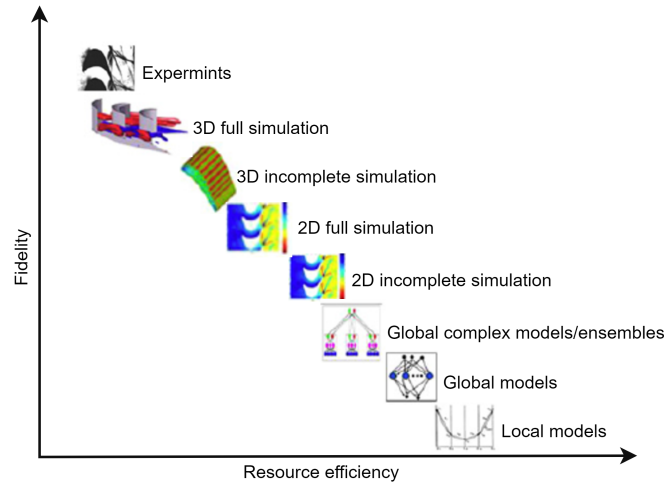 Expermints
3D full simulation
3D incomplete simulation
2D full simulation
2D incomplete simulation
Global complex models/ensembles
Global models
Local models
Fidelity
Resource efficiency